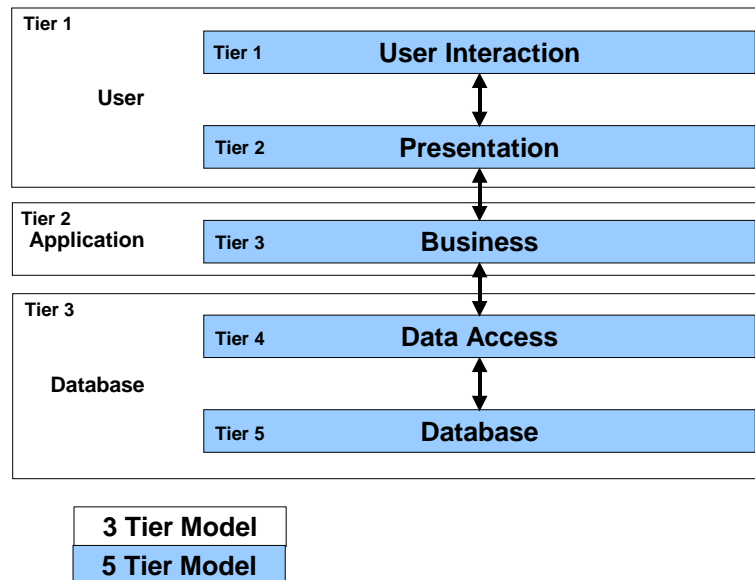 Tier 1
User
Tier 1
User Interaction
Tier 2
Presentation
Tier 2
Application
Tier 3
Business
Tier 3
Database
Tier 4
Data Access
Tier 5
Database
3 Tier Model
5 Tier Model